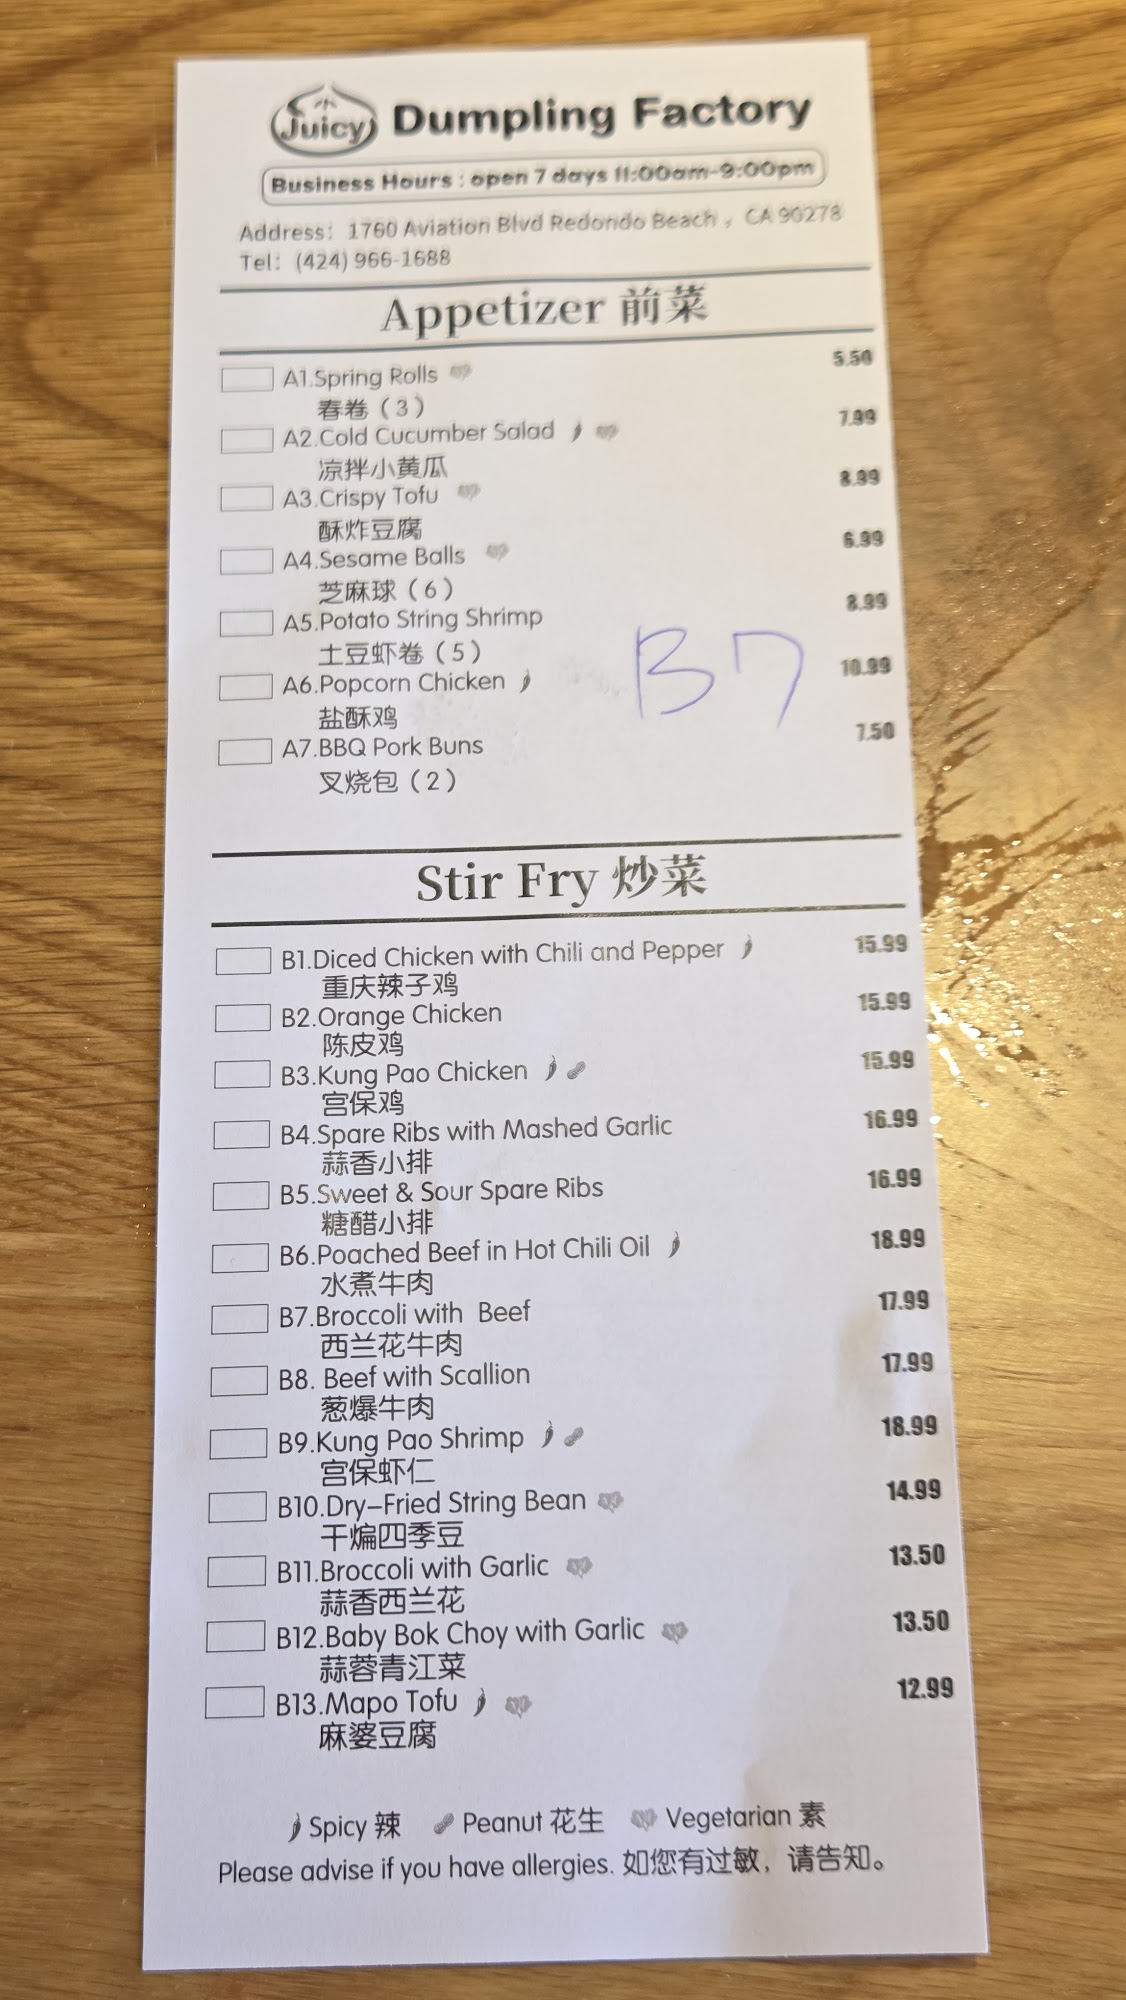 小
Juicy Dumpling Factory
Business Hours : open 7 days 11:00am-9:00pm
Address: 1760 Aviation Blvd Redondo Beach , CA 90278
Tel: (424) 966-1688
Appetizer 前菜
A1.Spring Rolls 5.50
春卷（3）
A2.Cold Cucumber Salad 7.99
凉拌小黄瓜
A3.Crispy Tofu 8.99
酥炸豆腐
A4.Sesame Balls 6.99
芝麻球（6）
A5.Potato String Shrimp 8.99
土豆虾卷（5）
A6.Popcorn Chicken 10.99
盐酥鸡
B7
A7.BBQ Pork Buns 7.50
叉烧包（2）
Stir Fry 炒菜
B1.Diced Chicken with Chili and Pepper 15.99
重庆辣子鸡
B2.Orange Chicken 15.99
陈皮鸡
B3.Kung Pao Chicken 15.99
宫保鸡
B4.Spare Ribs with Mashed Garlic 16.99
蒜香小排
B5.Sweet & Sour Spare Ribs 16.99
糖醋小排
B6.Poached Beef in Hot Chili Oil 18.99
水煮牛肉
B7.Broccoli with Beef 17.99
西兰花牛肉
B8. Beef with Scallion 17.99
葱爆牛肉
B9.Kung Pao Shrimp 18.99
宫保虾仁
B10.Dry-Fried String Bean 14.99
干煸四季豆
B11.Broccoli with Garlic 13.50
蒜香西兰花
B12.Baby Bok Choy with Garlic 13.50
蒜蓉青江菜
B13.Mapo Tofu 12.99
麻婆豆腐
Spicy 辣 Peanut 花生 Vegetarian 素
Please advise if you have allergies. 如您有过敏，请告知。